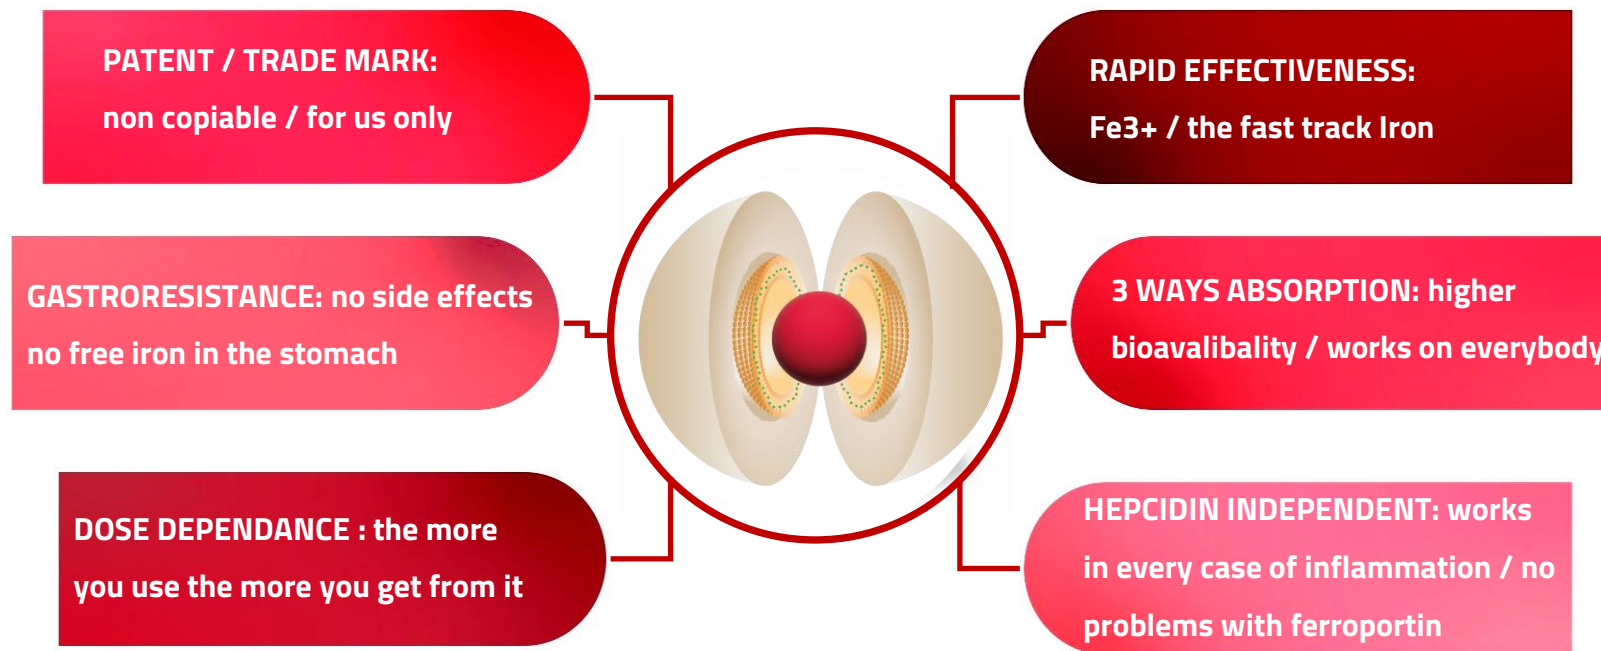 PATENT / TRADE MARK:
non copiable / for us only
GASTRORESISTANCE: no side effects
no free iron in the stomach
DOSE DEPENDANCE : the more
you use the more you get from it
RAPID EFFECTIVENESS:
Fe3+ / the fast track Iron
3 WAYS ABSORPTION: higher
bioavalibality / works on everybody
HEPCIDIN INDEPENDENT: works
in every case of inflammation / no
problems with ferroportin